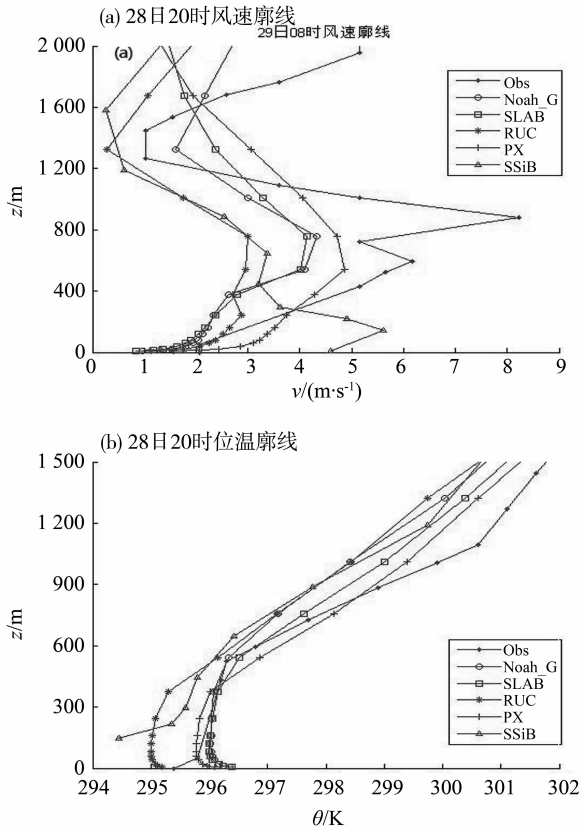 (a) 28日20时风速廓线
29日08时风速廓线
(a)
2 000
1 600
1 200
800
400
0
z/m
Obs
Noah_G
SLAB
RUC
PX
SSiB
0 1 2 3 4 5 6 7 8 9
v/(m·s-1)
(b) 28日20时位温廓线
1 500
1 200
900
600
300
0
z/m
Obs
Noah_G
SLAB
RUC
PX
SSiB
294 295 296 297 298 299 300 301 302
θ/K